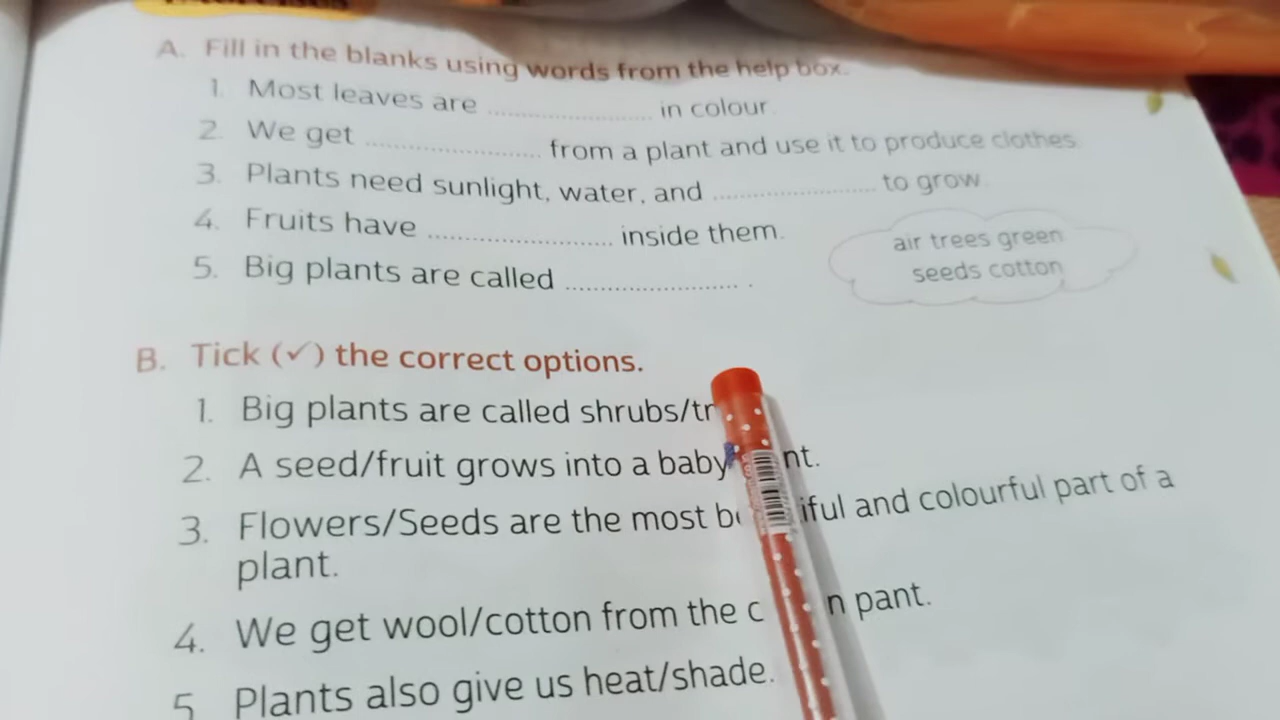 A. Fill in the blanks using words from the help box.
1. Most leaves are .......................... in colour.
2. We get .......................... from a plant and use it to produce clothes.
3. Plants need sunlight, water, and .......................... to grow.
4. Fruits have .......................... inside them.
5. Big plants are called .......................... .
air trees green
seeds cotton
B. Tick (✓) the correct options.
1. Big plants are called shrubs/tr
2. A seed/fruit grows into a baby nt.
3. Flowers/Seeds are the most b iful and colourful part of a
plant.
4. We get wool/cotton from the c n pant.
5. Plants also give us heat/shade.